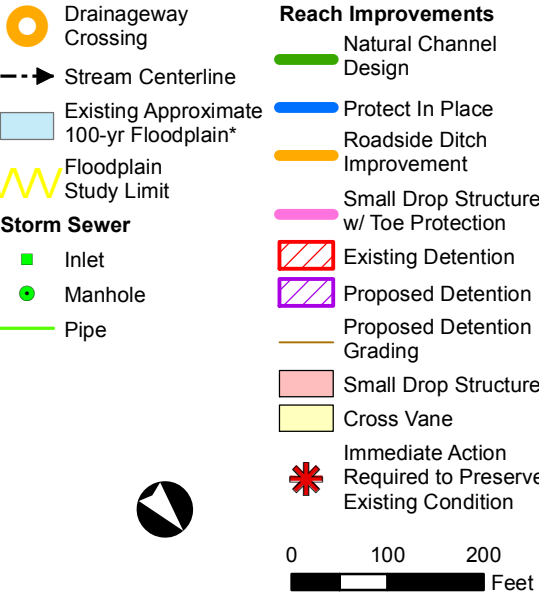 Drainageway
Crossing
Stream Centerline
Existing Approximate
100-yr Floodplain*
Floodplain
Study Limit
Storm Sewer
Inlet
Manhole
Pipe
Reach Improvements
Natural Channel
Design
Protect In Place
Roadside Ditch
Improvement
Small Drop Structure
w/ Toe Protection
Existing Detention
Proposed Detention
Proposed Detention
Grading
Small Drop Structure
Cross Vane
Immediate Action
Required to Preserve
Existing Condition
0 100 200
Feet